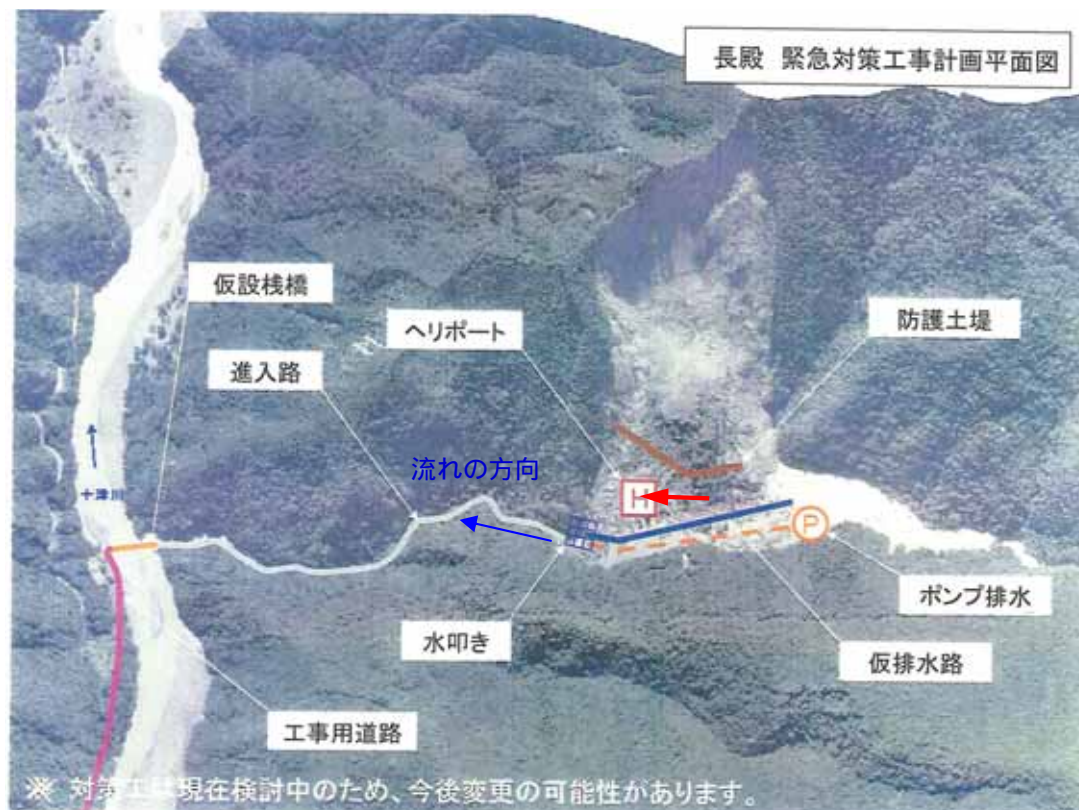 長殿 緊急対策工事計画平面図
仮設桟橋
ヘリポート
防護土堤
進入路
流れの方向
十津川
H
P
ポンプ排水
水叩き
仮排水路
工事用道路
※ 対策工は現在検討中のため、今後変更の可能性があります。